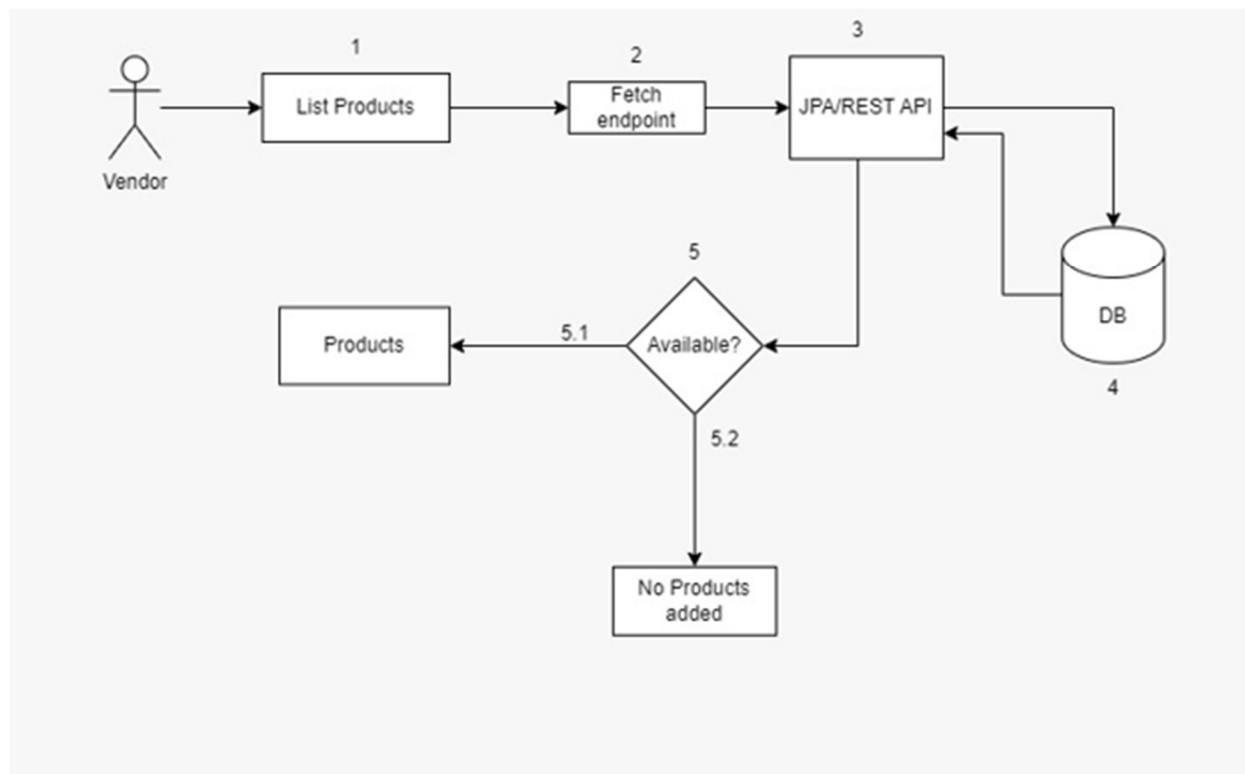 1
2
3
List Products
Fetch
endpoint
JPA/REST API
Vendor
5
5.1
Products
Available?
DB
4
5.2
No Products
added